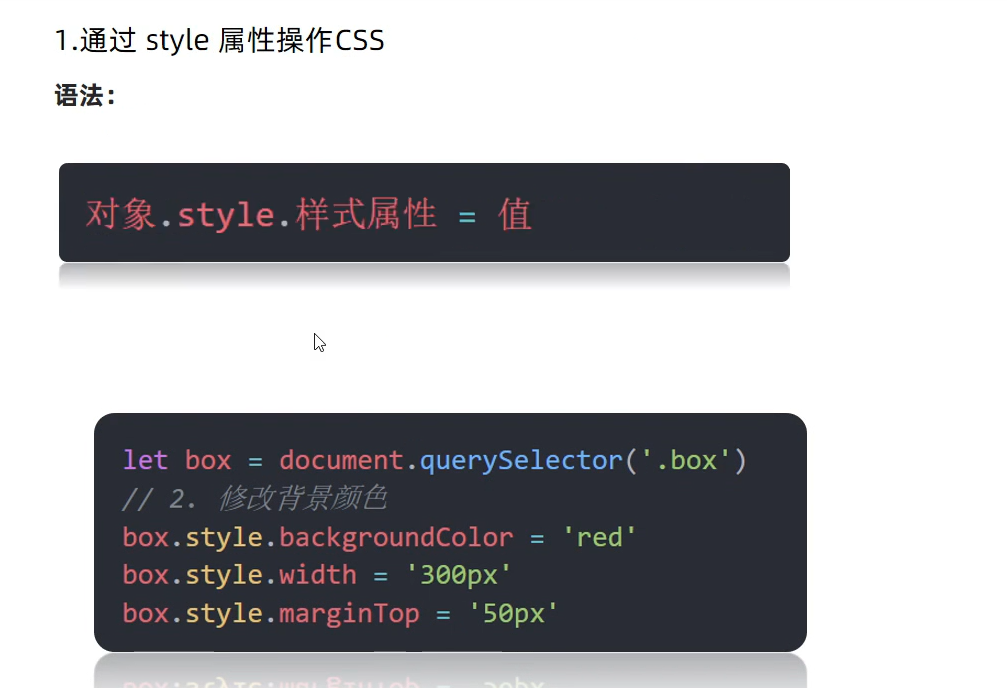 1.通过 style 属性操作CSS
语法：
对象.style.样式属性 = 值
let box = document.querySelector('.box')
// 2. 修改背景颜色
box.style.backgroundColor = 'red'
box.style.width = '300px'
box.style.marginTop = '50px'